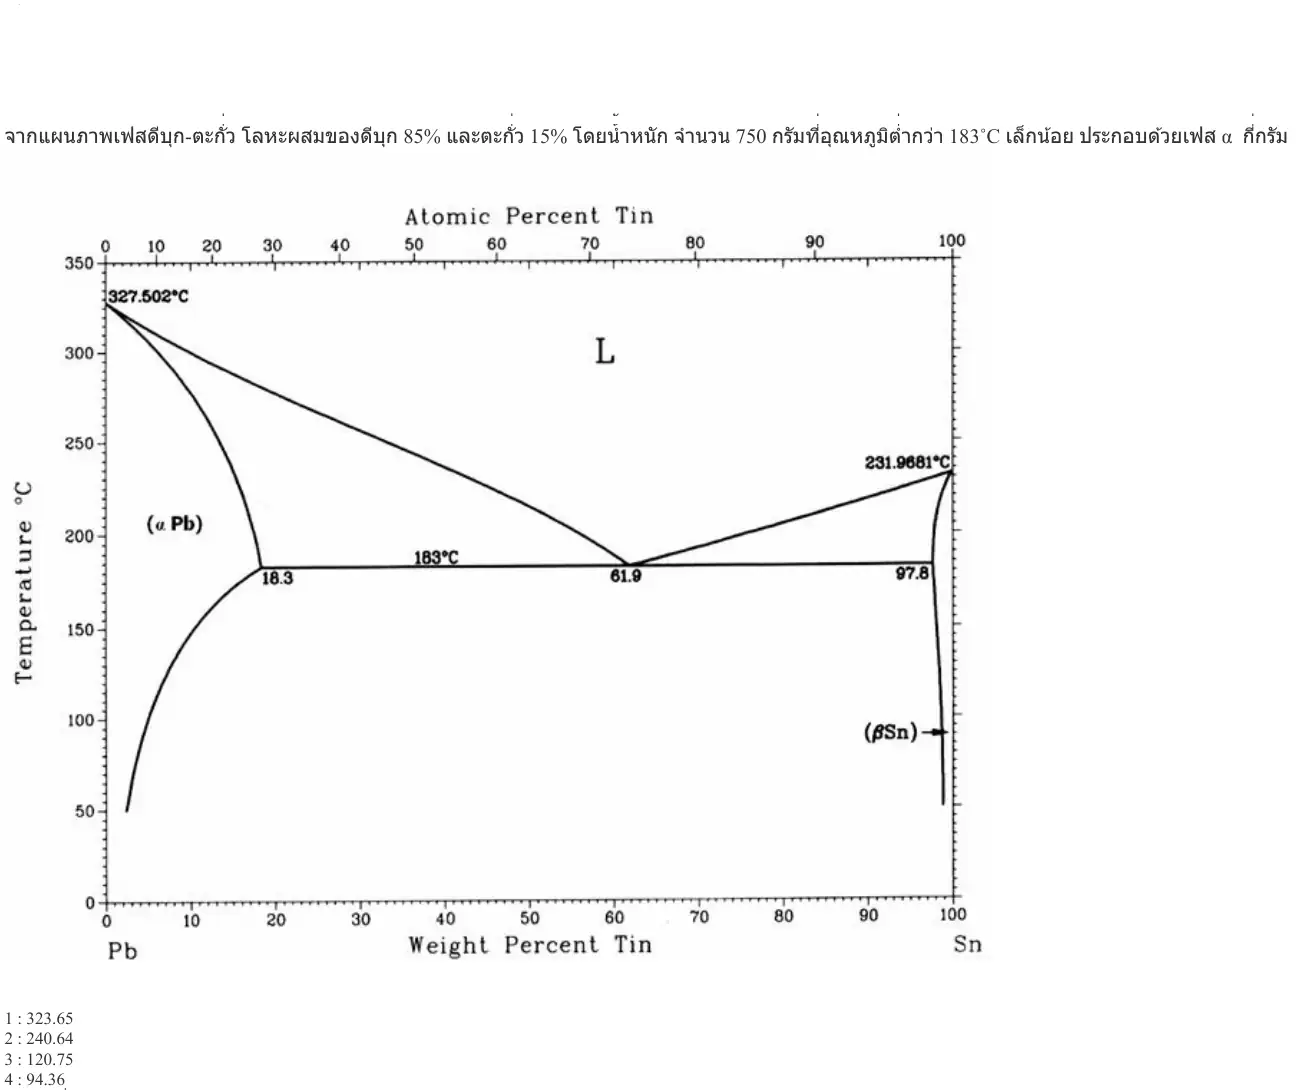 จากแผนภาพเฟสดีบุก-ตะกั่ว โลหะผสมของดีบุก 85% และตะกั่ว 15% โดยน้ำหนัก จำนวน 750 กรัมที่อุณหภูมิต่ำกว่า 183˚C เล็กน้อย ประกอบด้วยเฟส α กี่กรัม
Atomic Percent Tin
0 10 20 30 40 50 60 70 80 90 100
350
327.502°C
300
L
250
231.9681°C
(α Pb)
200
183°C
18.3 61.9 97.8
150
100
(βSn)
50
0
Temperature °C
0 10 20 30 40 50 60 70 80 90 100
Pb Weight Percent Tin Sn
1 : 323.65
2 : 240.64
3 : 120.75
4 : 94.36